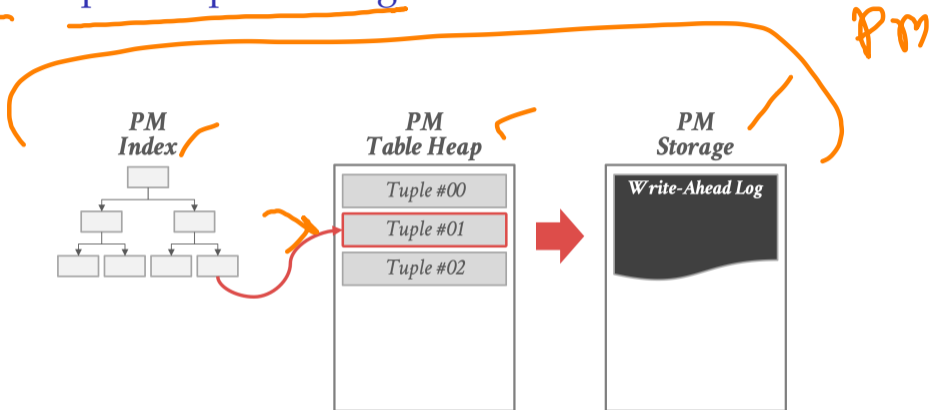 PM
PM
Index
PM
Table Heap
PM
Storage
Tuple #00
Tuple #01
Tuple #02
Write-Ahead Log